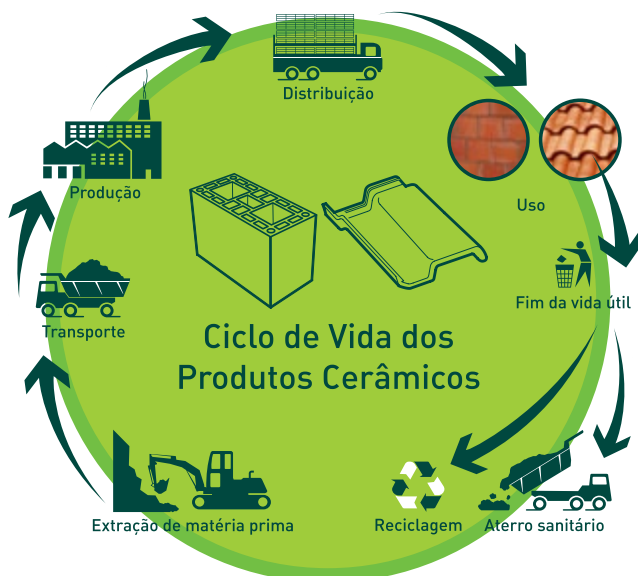 Distribuição
Produção
Uso
Transporte
Fim da vida útil
Ciclo de Vida dos
Produtos Cerâmicos
Extração de matéria prima
Reciclagem
Aterro sanitário